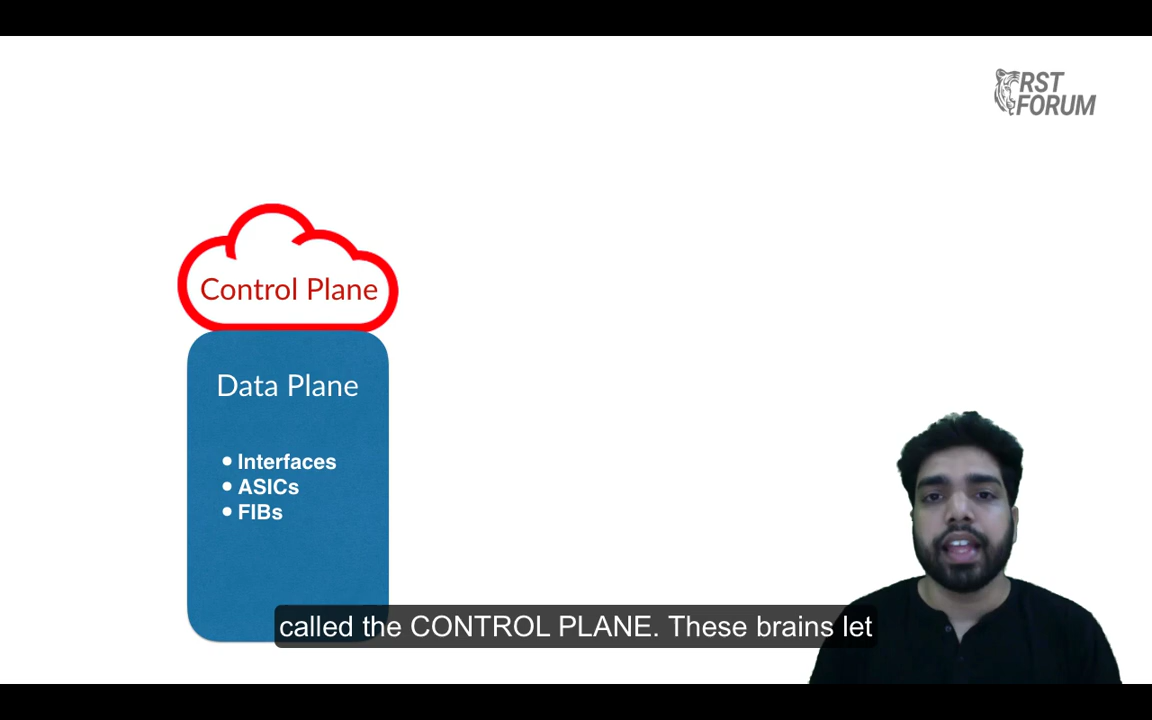 RST
FORUM
Control Plane
Data Plane
• Interfaces
• ASICs
• FIBs
called the CONTROL PLANE. These brains let